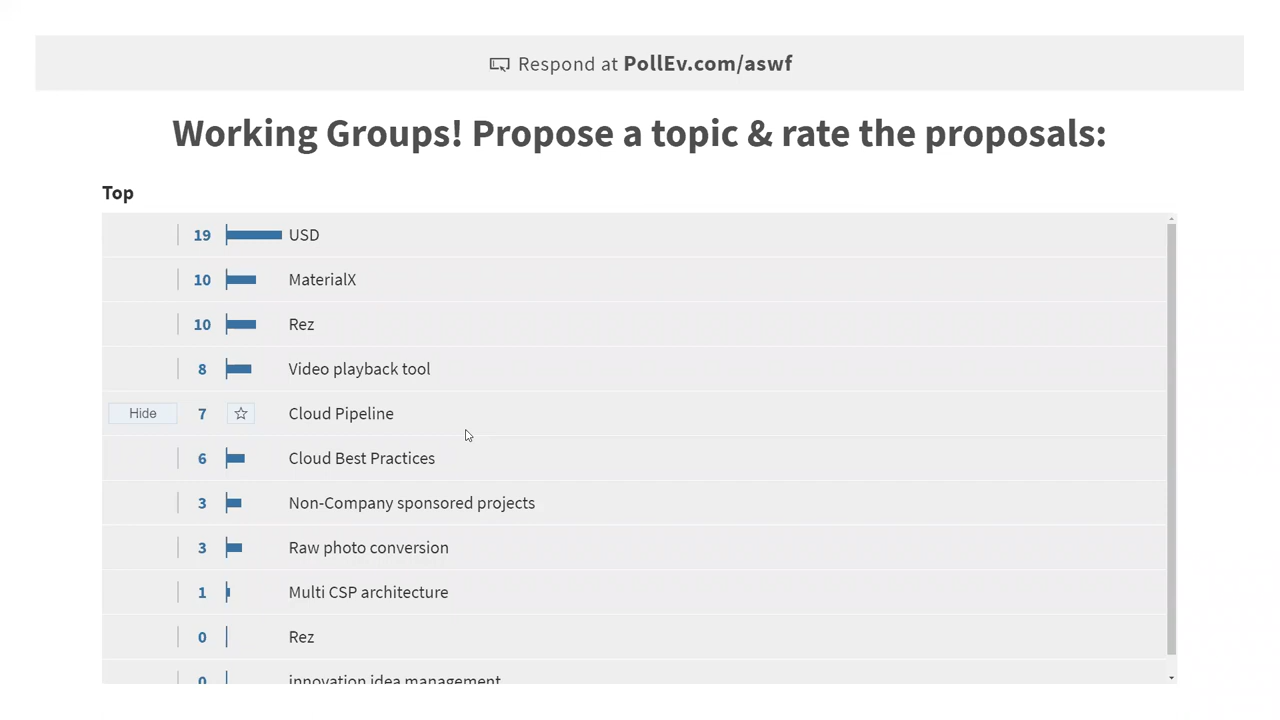 Respond at PollEv.com/aswf
Working Groups! Propose a topic & rate the proposals:
Top
19 USD
10 MaterialX
10 Rez
8 Video playback tool
Hide 7 Cloud Pipeline
6 Cloud Best Practices
3 Non-Company sponsored projects
3 Raw photo conversion
1 Multi CSP architecture
0 Rez
0 innovation idea management